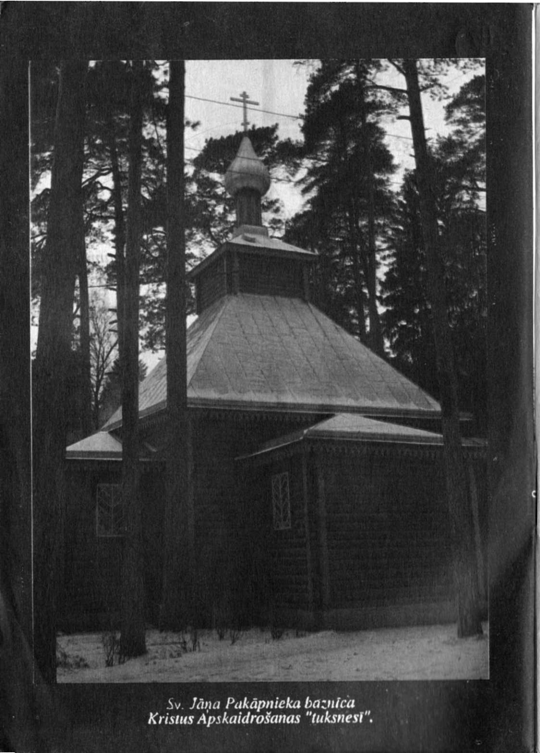 Sv. Jāņa Pakāpnieka baznīca
Kristus Apskaidrošanas "tuksnesī".